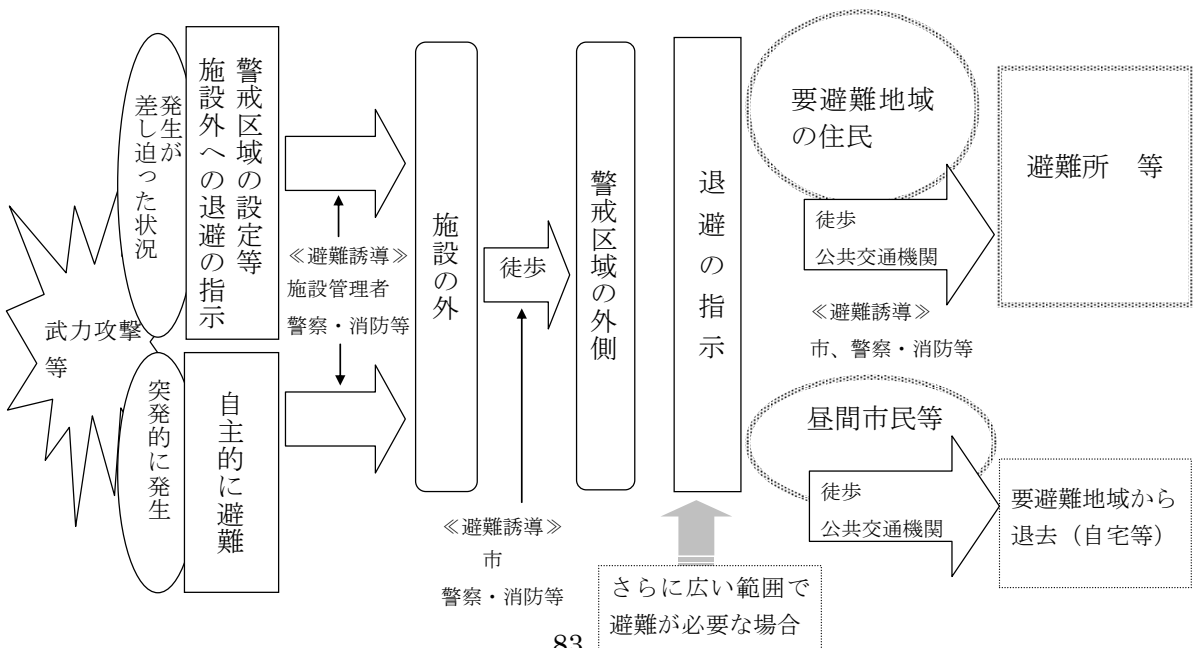 武力攻撃
等
発生が
差し迫った状況
突発的に発生
警戒区域の設定等
施設外への退避の指示
自主的に避難
≪避難誘導≫
施設管理者
警察・消防等
施設の外
徒歩
≪避難誘導≫
市
警察・消防等
警戒区域の外側
退避の指示
さらに広い範囲で
避難が必要な場合
要避難地域
の住民
徒歩
公共交通機関
≪避難誘導≫
市、警察・消防等
避難所 等
昼間市民等
徒歩
公共交通機関
要避難地域から
退去（自宅等）
83